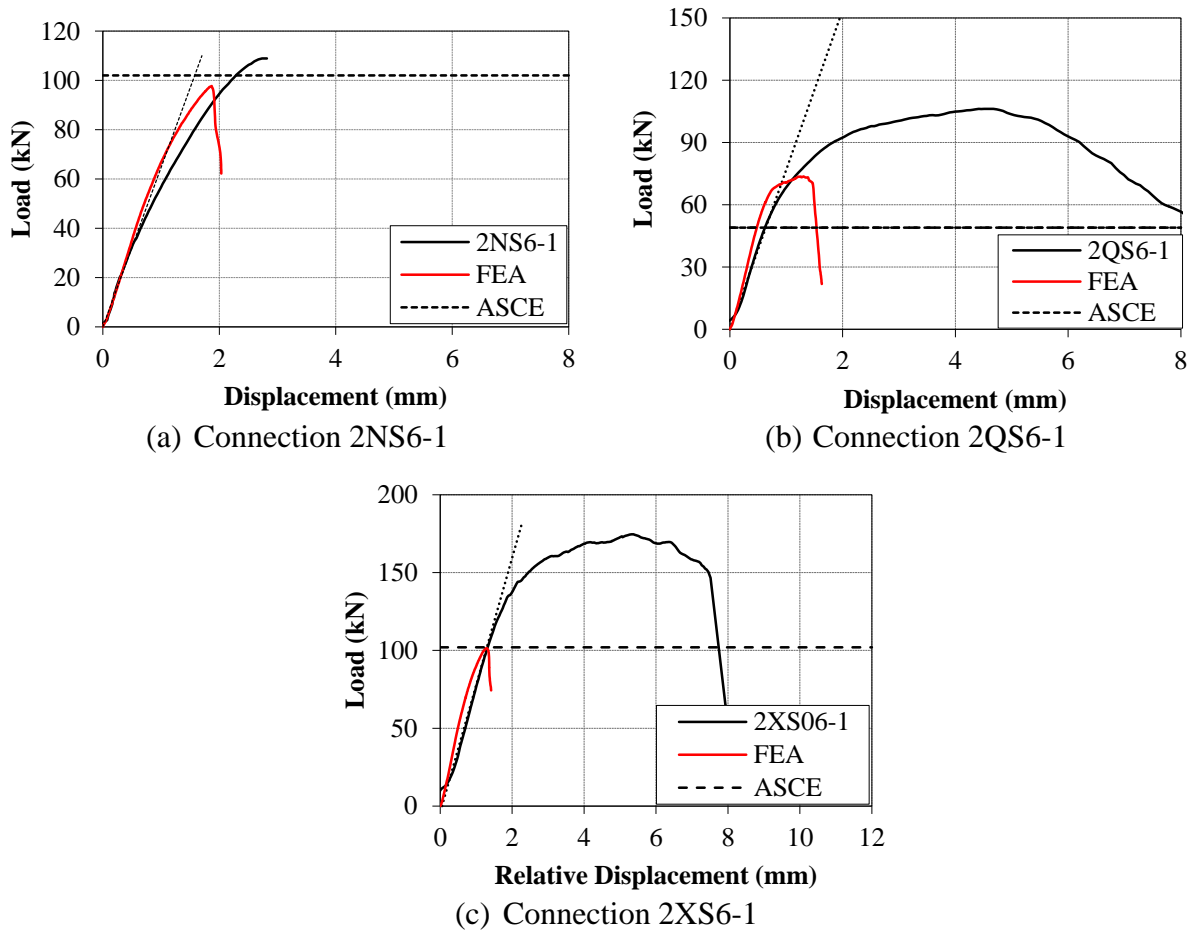 120
100
80
60
40
20
0
Load (kN)
2NS6-1
FEA
ASCE
0 2 4 6 8
Displacement (mm)
(a) Connection 2NS6-1
150
120
90
60
30
0
Load (kN)
2QS6-1
FEA
ASCE
0 2 4 6 8
Displacement (mm)
(b) Connection 2QS6-1
200
150
100
50
0
Load (kN)
2XS06-1
FEA
ASCE
0 2 4 6 8 10 12
Relative Displacement (mm)
(c) Connection 2XS6-1